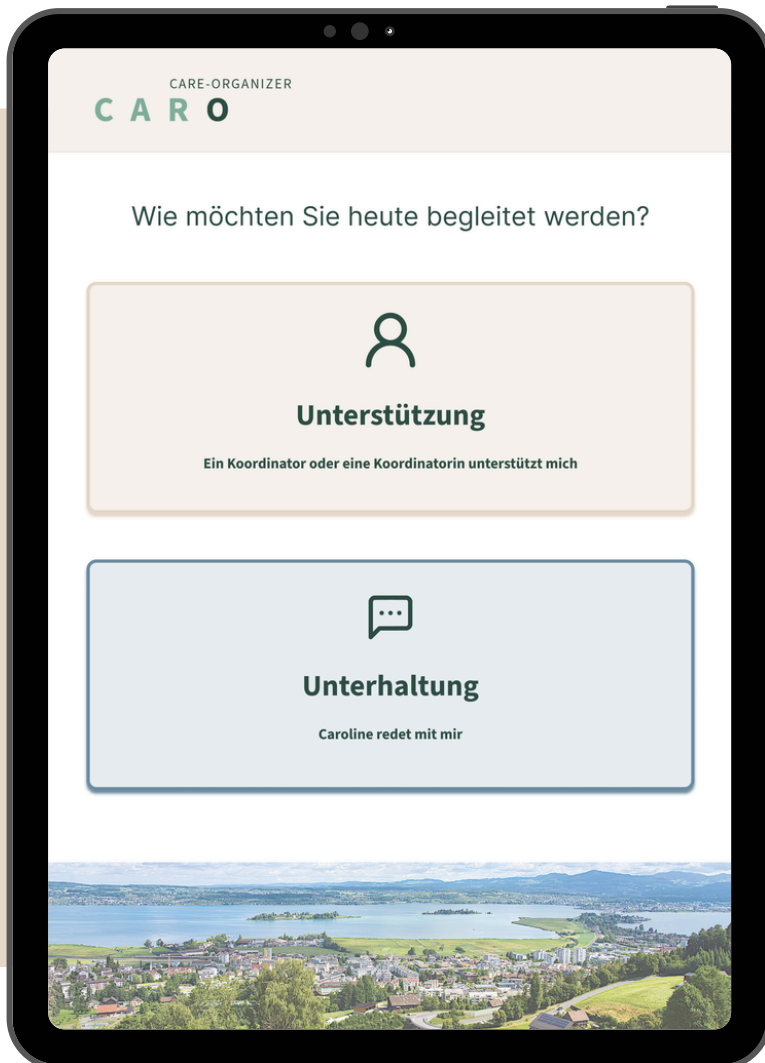 CARE-ORGANIZER
CARO
Wie möchten Sie heute begleitet werden?
Unterstützung
Ein Koordinator oder eine Koordinatorin unterstützt mich
Unterhaltung
Caroline redet mit mir